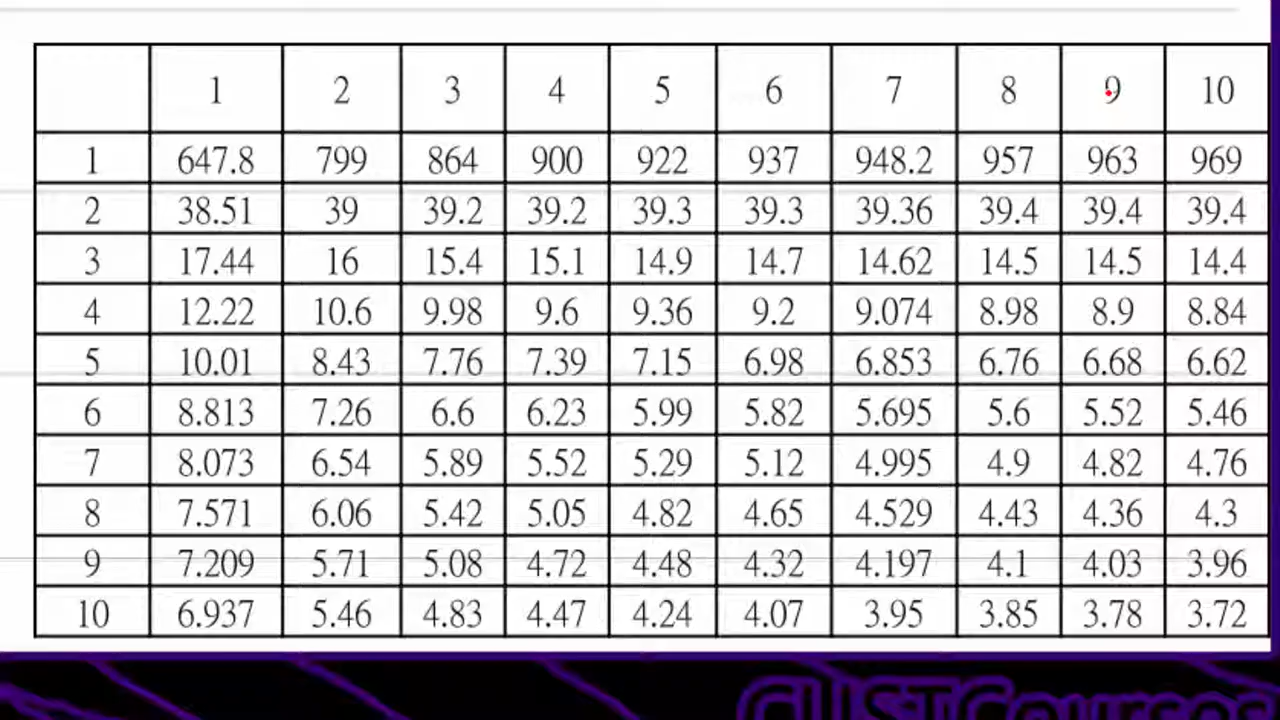 1 2 3 4 5 6 7 8 9 10
1 647.8 799 864 900 922 937 948.2 957 963 969
2 38.51 39 39.2 39.2 39.3 39.3 39.36 39.4 39.4 39.4
3 17.44 16 15.4 15.1 14.9 14.7 14.62 14.5 14.5 14.4
4 12.22 10.6 9.98 9.6 9.36 9.2 9.074 8.98 8.9 8.84
5 10.01 8.43 7.76 7.39 7.15 6.98 6.853 6.76 6.68 6.62
6 8.813 7.26 6.6 6.23 5.99 5.82 5.695 5.6 5.52 5.46
7 8.073 6.54 5.89 5.52 5.29 5.12 4.995 4.9 4.82 4.76
8 7.571 6.06 5.42 5.05 4.82 4.65 4.529 4.43 4.36 4.3
9 7.209 5.71 5.08 4.72 4.48 4.32 4.197 4.1 4.03 3.96
10 6.937 5.46 4.83 4.47 4.24 4.07 3.95 3.85 3.78 3.72